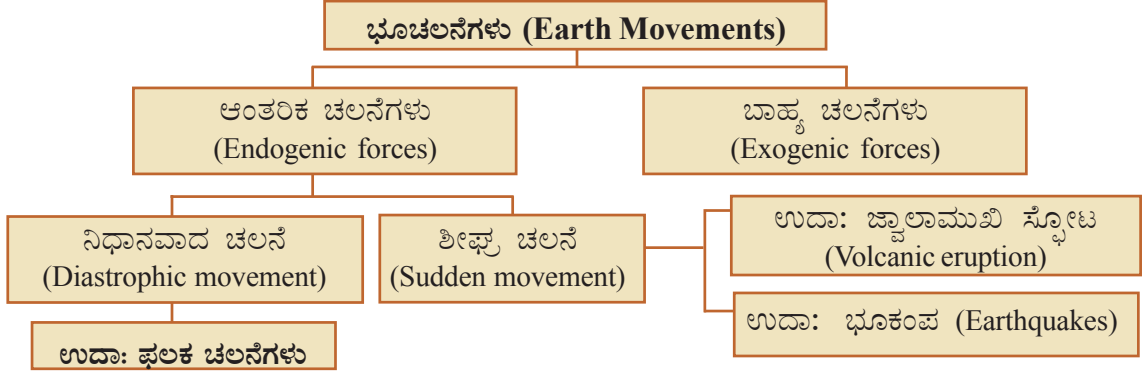 ಭೂಚಲನೆಗಳು (Earth Movements)
ಆಂತರಿಕ ಚಲನೆಗಳು
(Endogenic forces)
ಬಾಹ್ಯ ಚಲನೆಗಳು
(Exogenic forces)
ನಿಧಾನವಾದ ಚಲನೆ
(Diastrophic movement)
ಶೀಘ್ರ ಚಲನೆ
(Sudden movement)
ಉದಾ: ಜ್ವಾಲಾಮುಖಿ ಸ್ಫೋಟ
(Volcanic eruption)
ಉದಾ: ಭೂಕಂಪ (Earthquakes)
ಉದಾ: ಫಲಕ ಚಲನೆಗಳು